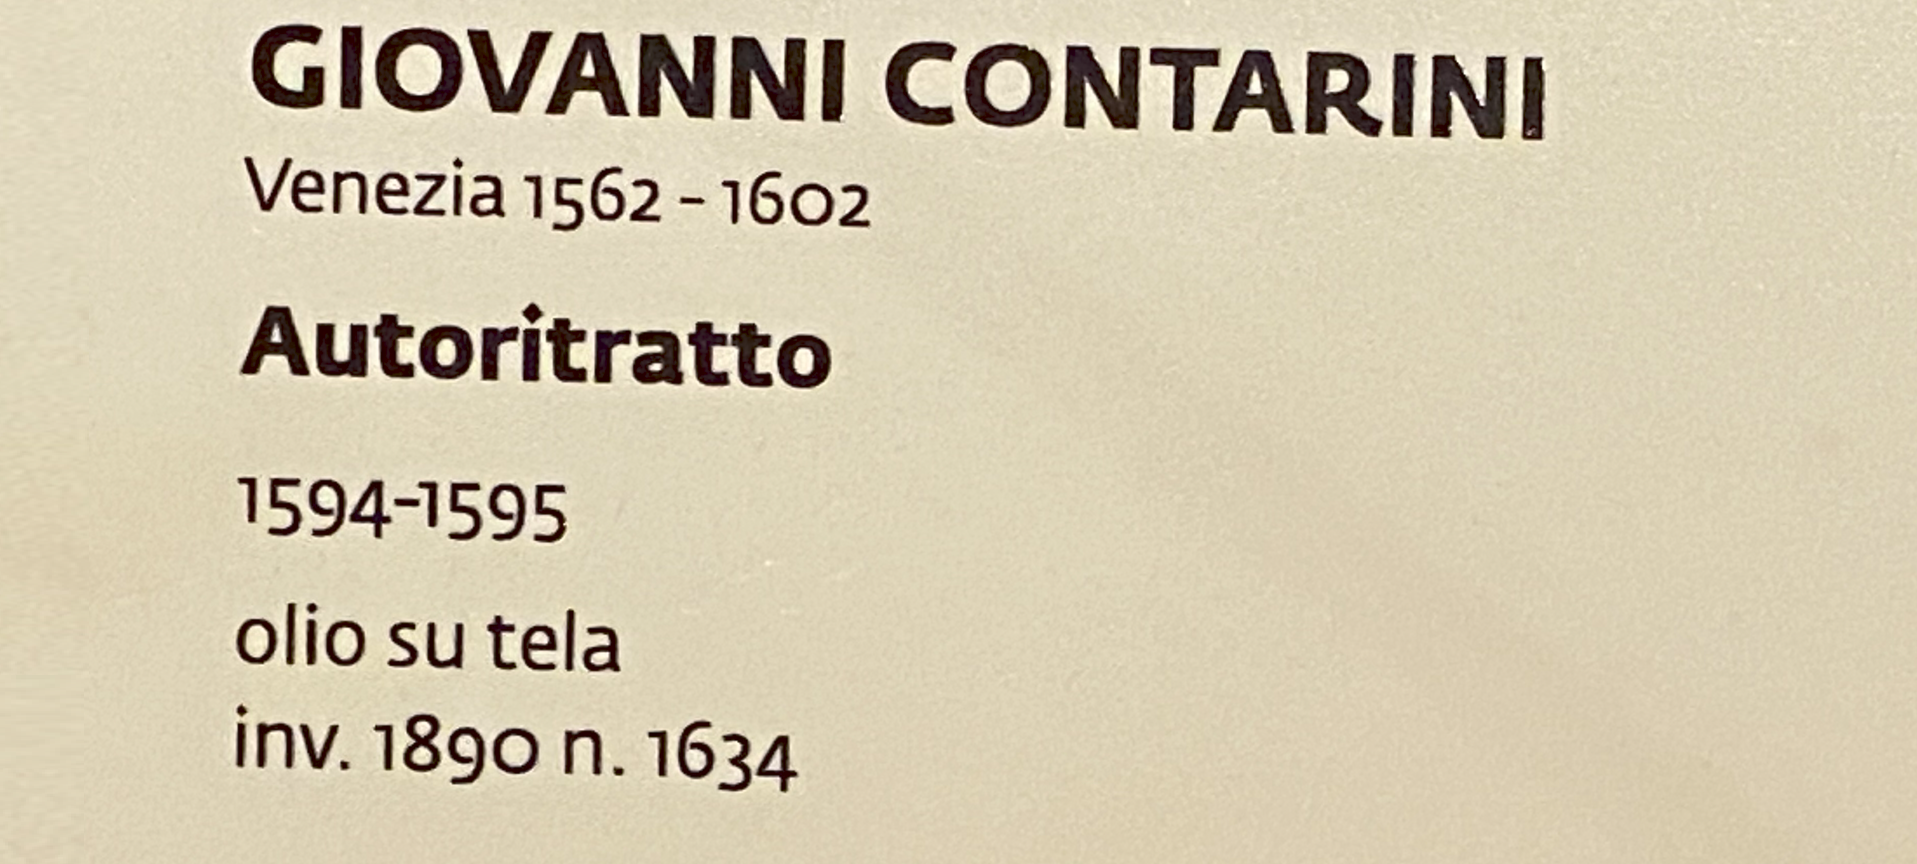 GIOVANNI CONTARINI
Venezia 1562 - 1602
Autoritratto
1594-1595
olio su tela
inv. 1890 n. 1634